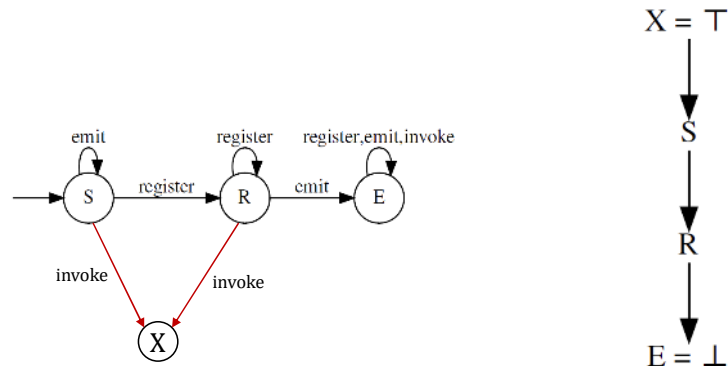 emit
register
register,emit,invoke
S
register
R
emit
E
invoke
invoke
X
X = ⊤
S
R
E = ⊥